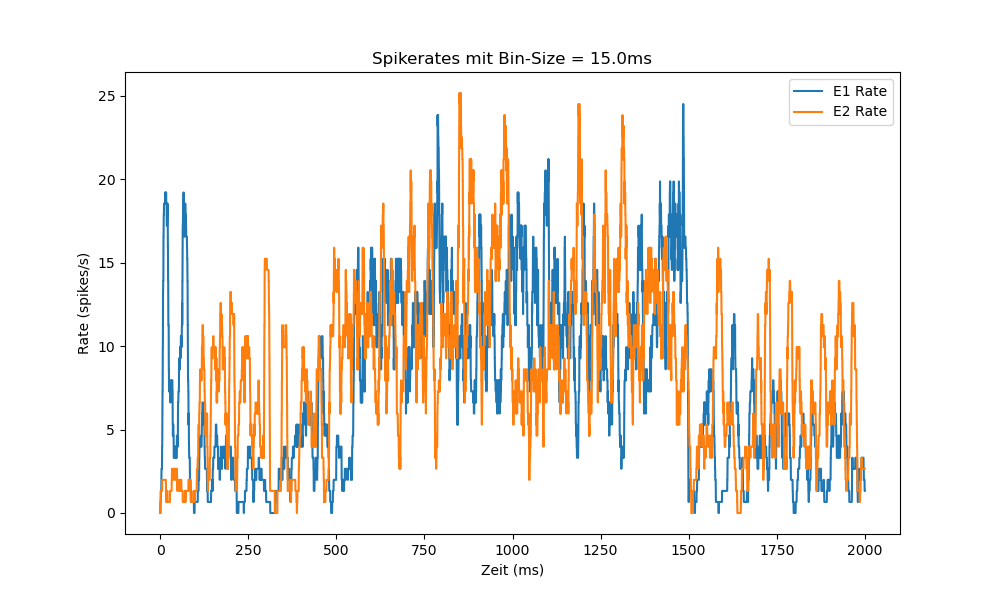 Spikerates mit Bin-Size = 15.0ms
E1 Rate
E2 Rate
Rate (spikes/s)
25
20
15
10
5
0
0 250 500 750 1000 1250 1500 1750 2000
Zeit (ms)